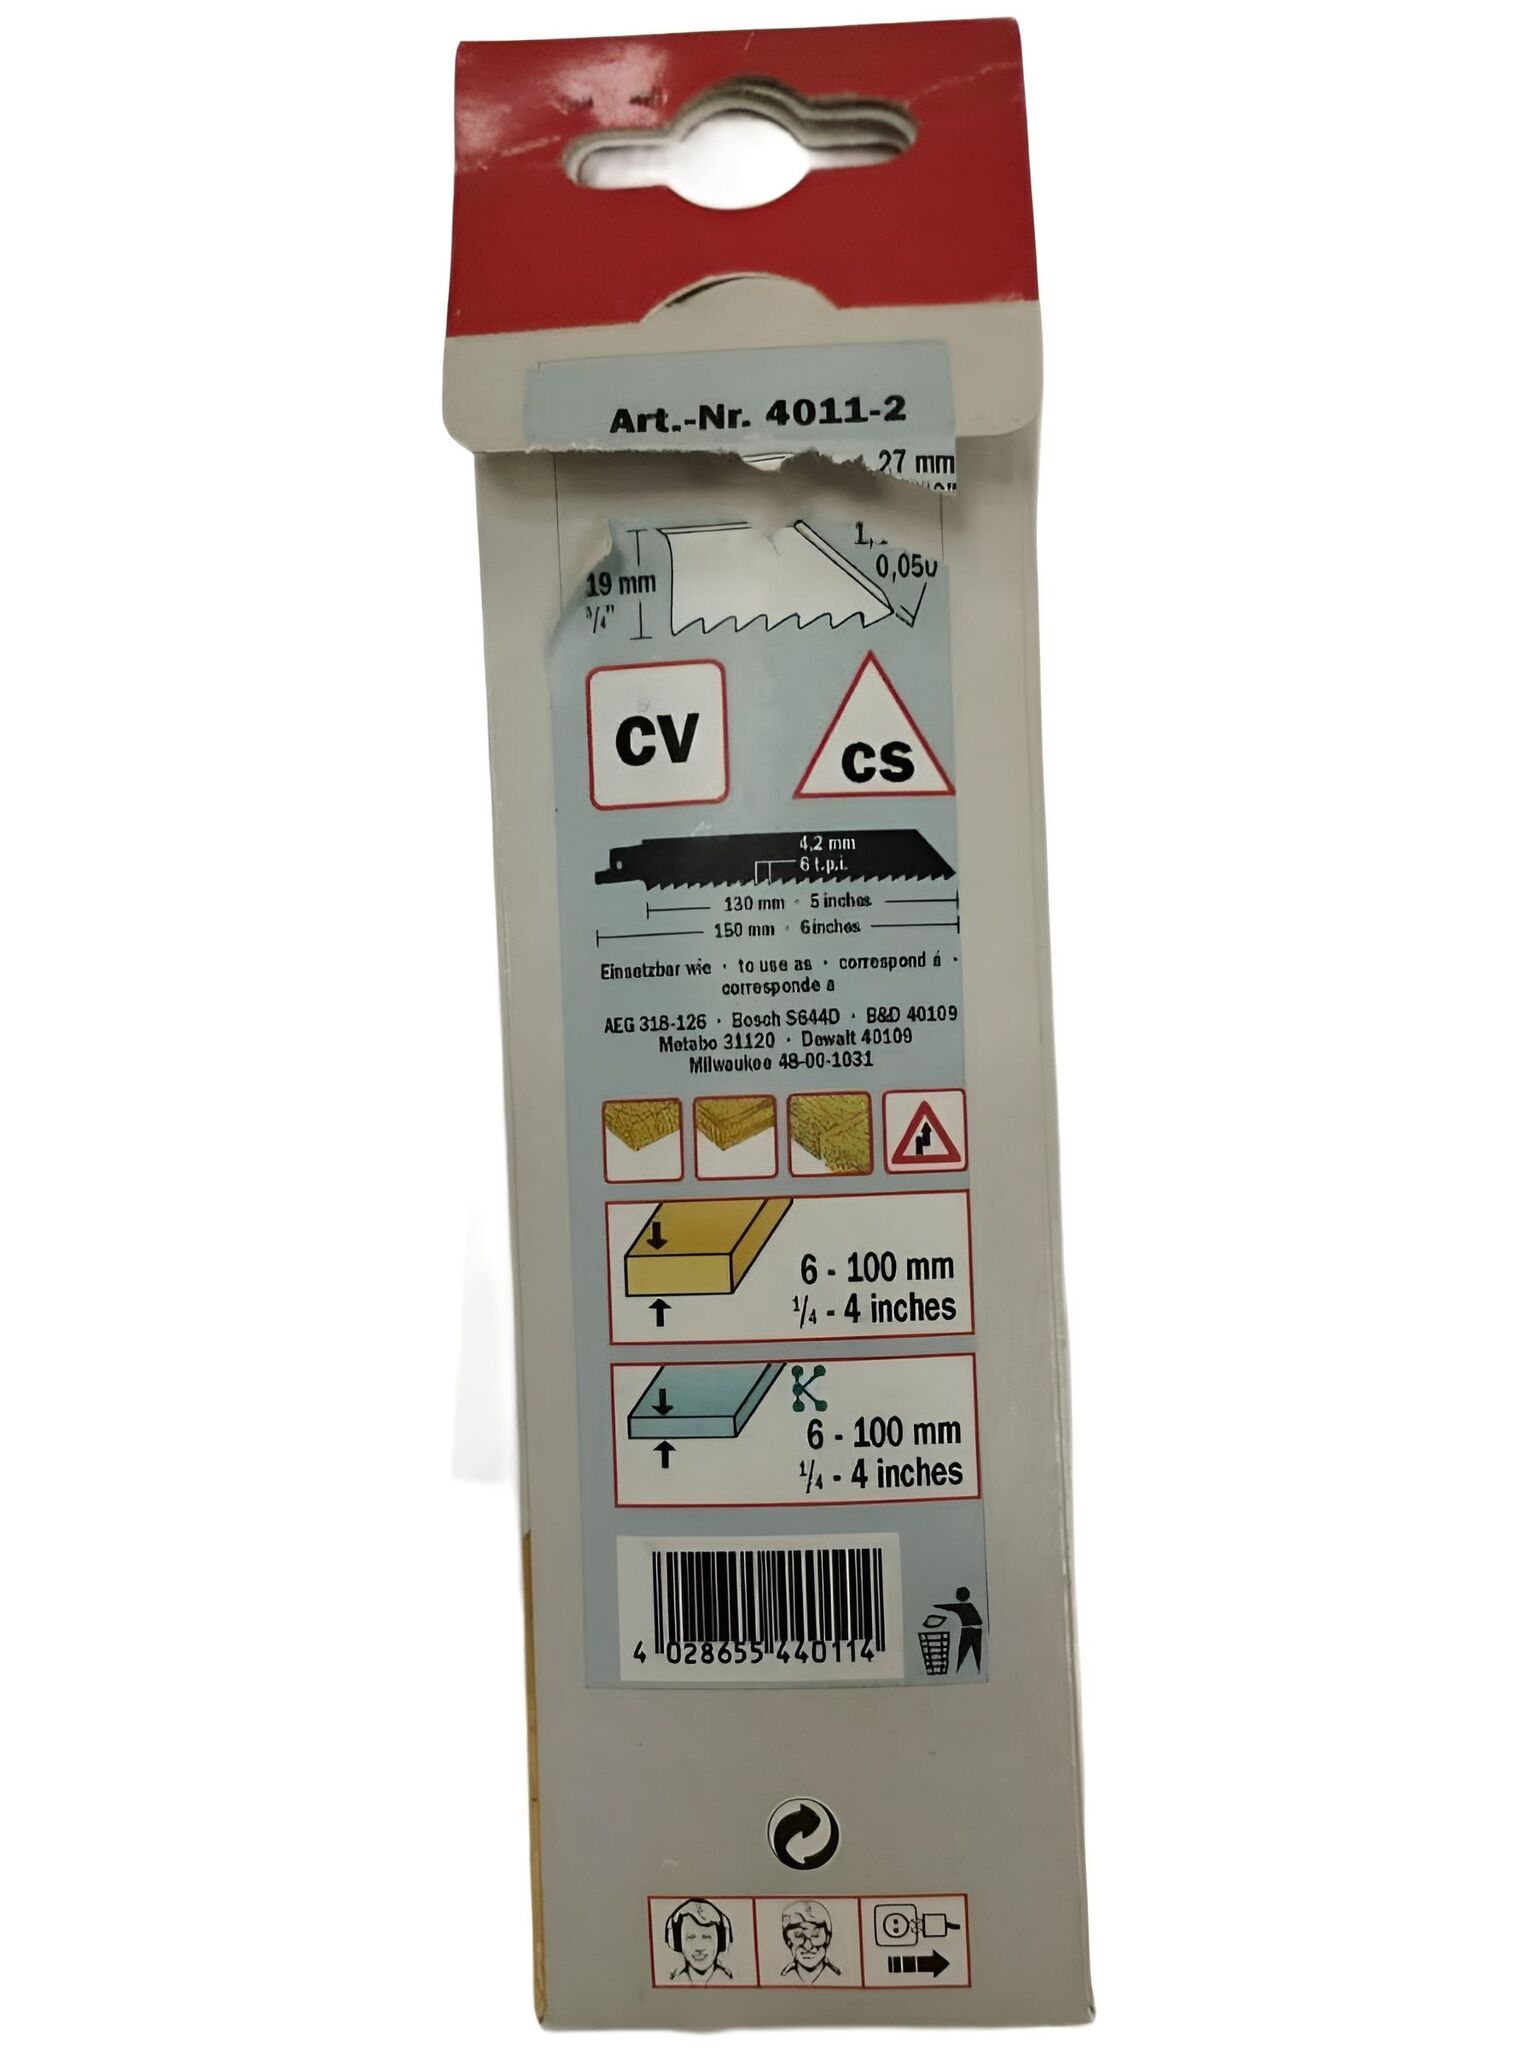 Art.-Nr. 4011-2
27 mm
19 mm
3/4"
CV
CS
4,2 mm
6 t.p.i.
130 mm · 5 inches
150 mm · 6 inches
Einsetzbar wie · to use as · correspond á ·
corresponde a
AEG 318-126 · Bosch S644D · B&D 40109
Metabo 31120 · Dewalt 40109
Milwaukee 48-00-1031
6 - 100 mm
1/4 - 4 inches
K
6 - 100 mm
1/4 - 4 inches
4 028655 440114